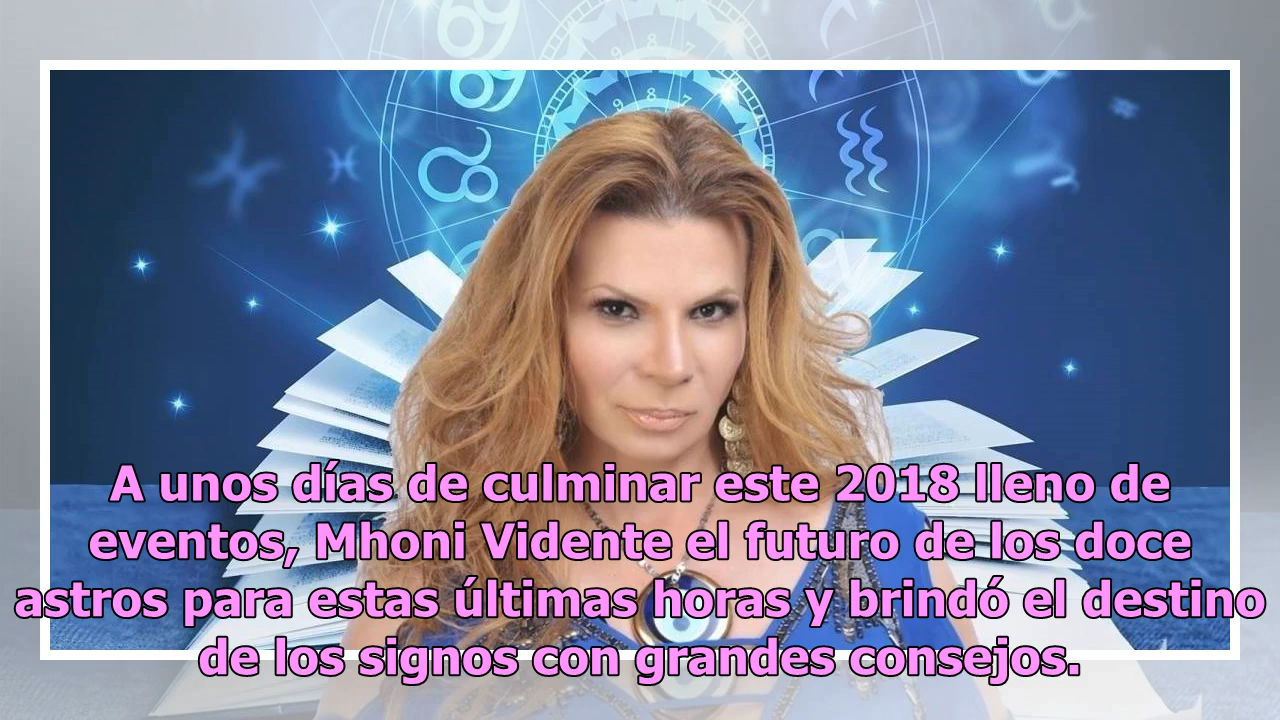 A unos días de culminar este 2018 lleno de
eventos, Mhoni Vidente el futuro de los doce
astros para estas últimas horas y brindó el destino
de los signos con grandes consejos.